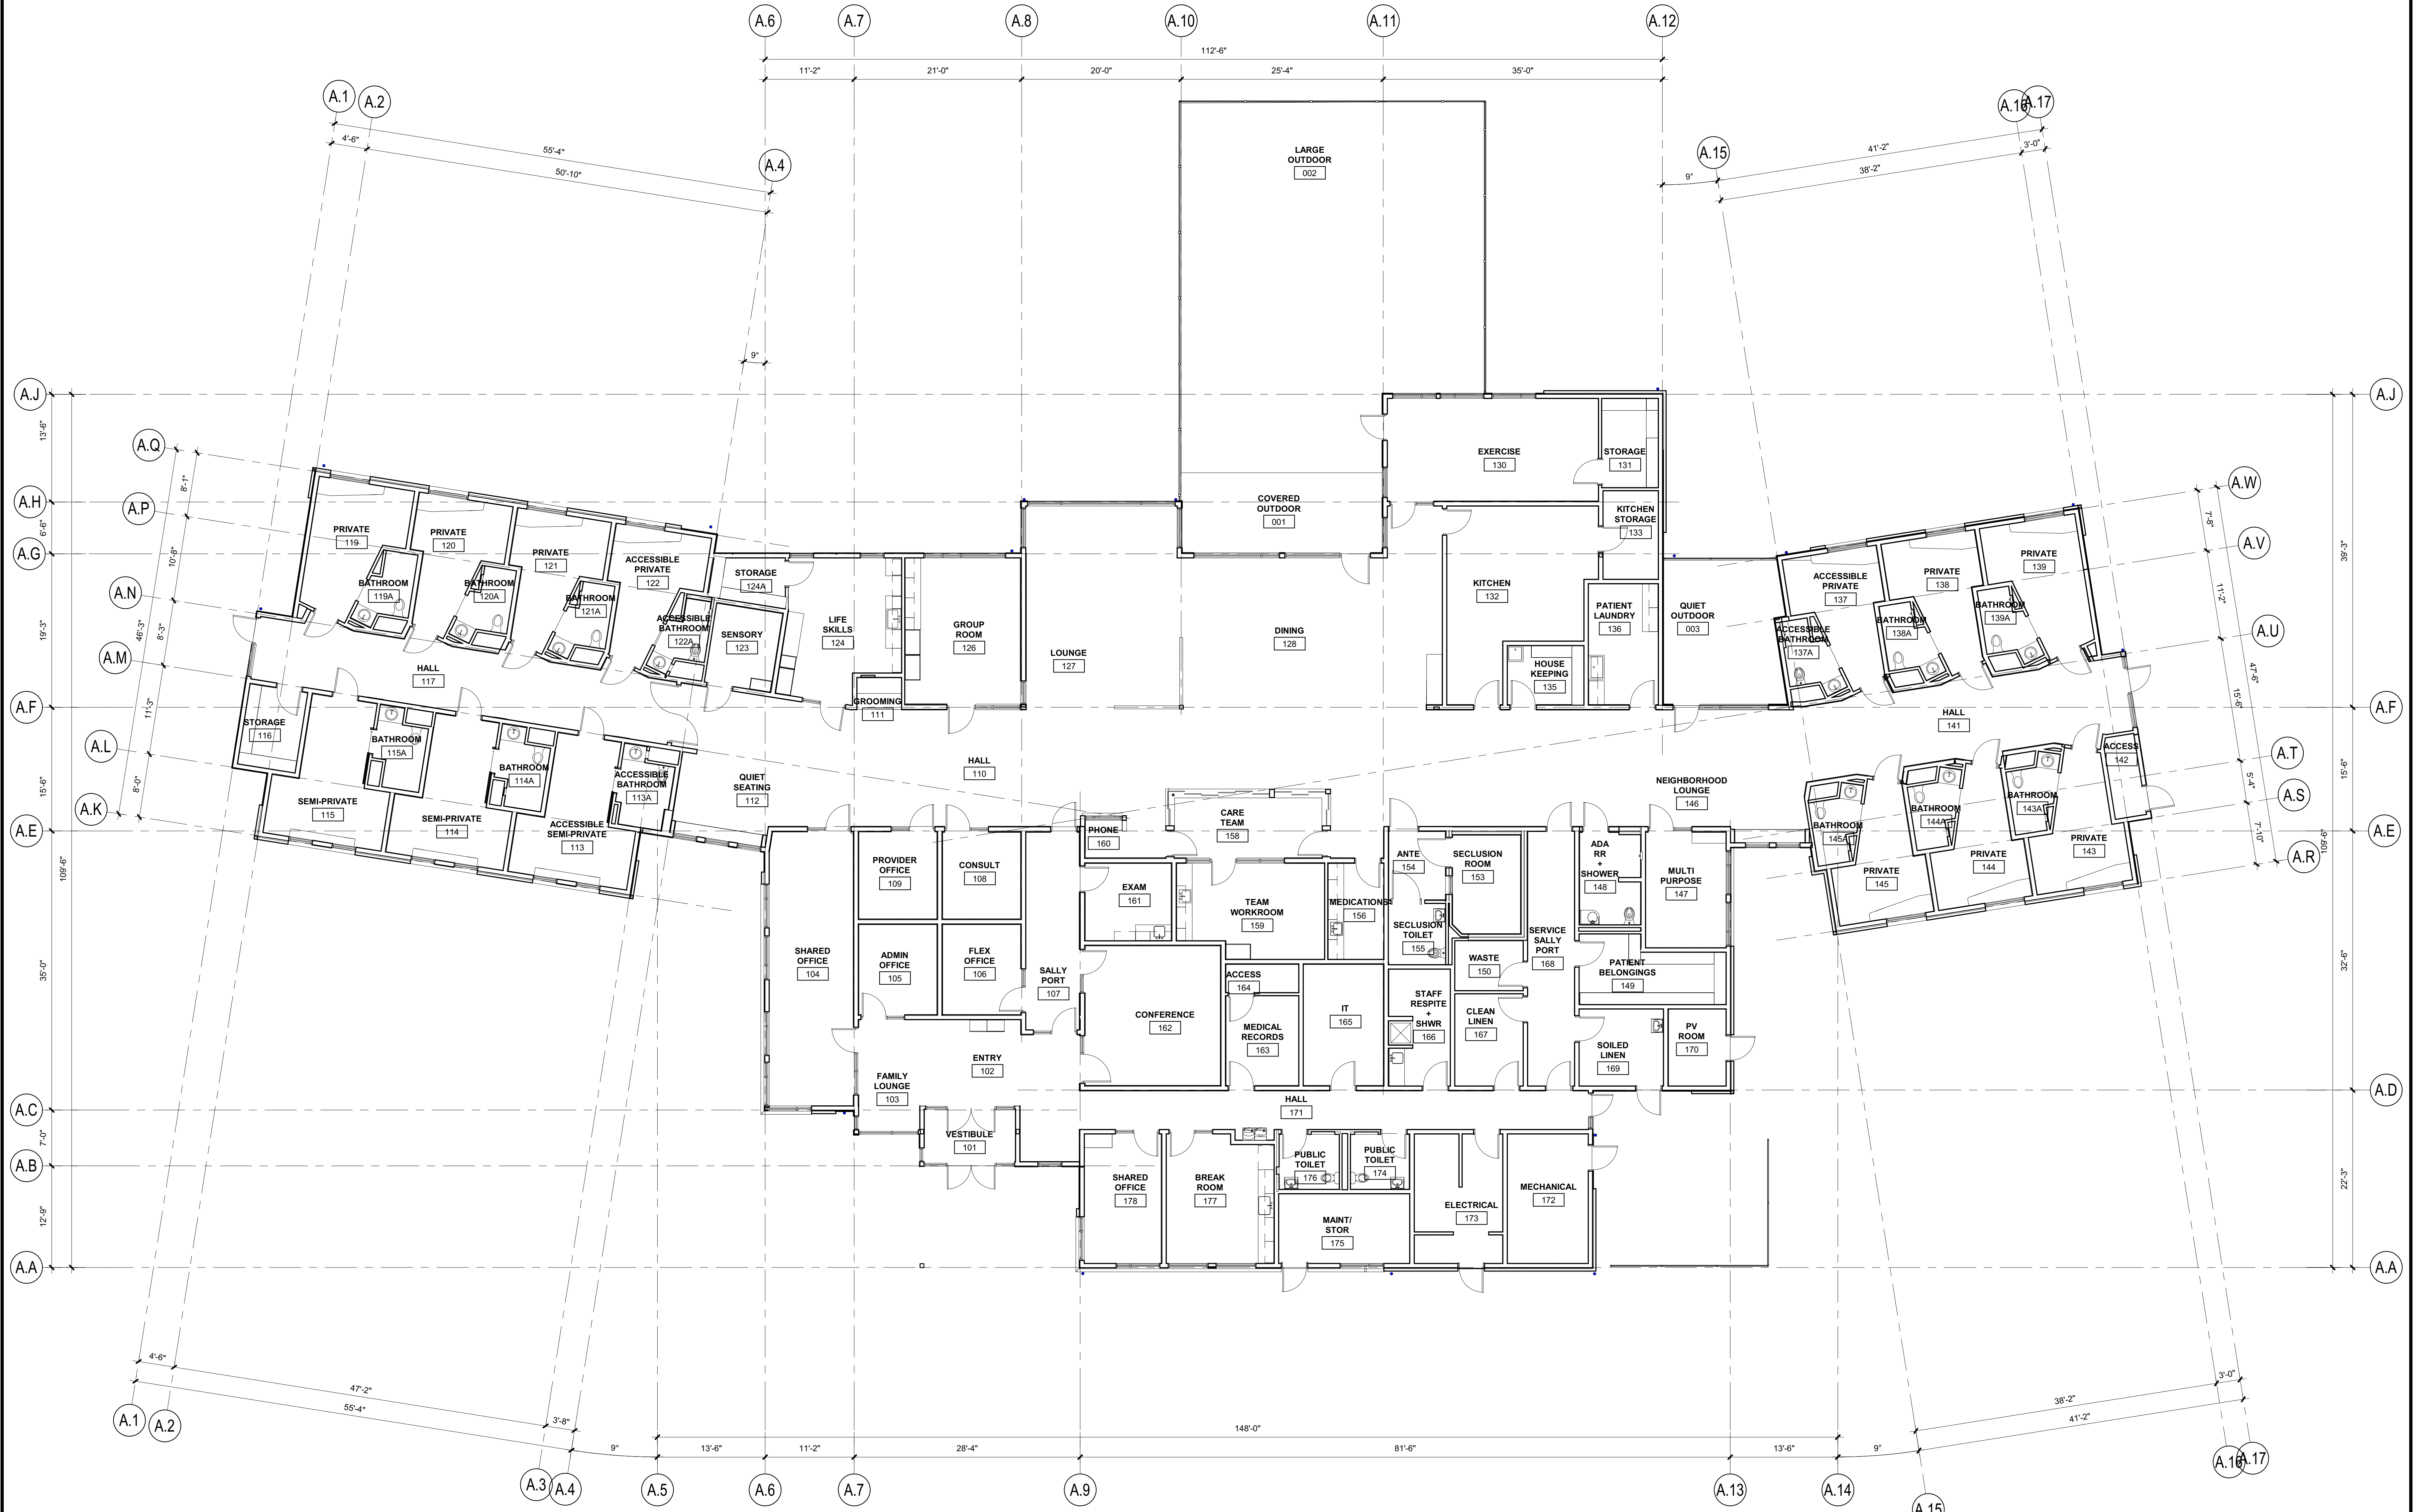 A.6
A.7
A.8
A.10
A.11
A.12
112'-6"
11'-2"
21'-0"
20'-0"
25'-4"
35'-0"
A.1
A.2
A.4
4'-6"
55'-4"
50'-10"
A.15
A.16
A.17
41'-2"
3'-0"
38'-2"
9°
LARGE
OUTDOOR
002
9°
A.J
A.J
13'-6"
A.Q
8'-1"
A.H
A.P
6'-6"
A.G
10'-8"
A.N
19'-3"
46'-3"
8'-3"
A.M
11'-3"
A.F
A.L
8'-0"
15'-6"
A.K
A.E
109'-6"
35'-0"
A.C
7'-0"
A.B
12'-9"
A.A
39'-3"
A.W
7'-8"
A.V
11'-2"
A.U
47'-6"
15'-6"
A.F
A.T
5'-4"
15'-6"
A.S
7'-10"
A.E
A.R
109'-6"
32'-6"
A.D
22'-3"
A.A
EXERCISE
130
STORAGE
131
COVERED
OUTDOOR
001
KITCHEN
STORAGE
133
PRIVATE
119
PRIVATE
120
PRIVATE
121
ACCESSIBLE
PRIVATE
122
BATHROOM
119A
BATHROOM
120A
BATHROOM
121A
ACCESSIBLE
BATHROOM
122A
STORAGE
124A
SENSORY
123
LIFE
SKILLS
124
GROUP
ROOM
126
LOUNGE
127
DINING
128
KITCHEN
132
PATIENT
LAUNDRY
136
HOUSE
KEEPING
135
QUIET
OUTDOOR
003
ACCESSIBLE
PRIVATE
137
PRIVATE
138
PRIVATE
139
ACCESSIBLE
BATHROOM
137A
BATHROOM
138A
BATHROOM
139A
HALL
117
GROOMING
111
STORAGE
116
BATHROOM
115A
BATHROOM
114A
ACCESSIBLE
BATHROOM
113A
SEMI-PRIVATE
115
SEMI-PRIVATE
114
ACCESSIBLE
SEMI-PRIVATE
113
QUIET
SEATING
112
HALL
110
HALL
141
ACCESS
142
NEIGHBORHOOD
LOUNGE
146
BATHROOM
145A
BATHROOM
144A
BATHROOM
143A
PRIVATE
145
PRIVATE
144
PRIVATE
143
PHONE
160
CARE
TEAM
158
PROVIDER
OFFICE
109
CONSULT
108
EXAM
161
TEAM
WORKROOM
159
MEDICATIONS
156
ANTE
154
SECLUSION
ROOM
153
SECLUSION
TOILET
155
ADA
RR
+
SHOWER
148
MULTI
PURPOSE
147
SHARED
OFFICE
104
ADMIN
OFFICE
105
FLEX
OFFICE
106
SALLY
PORT
107
CONFERENCE
162
ACCESS
164
MEDICAL
RECORDS
163
IT
165
STAFF
RESPITE
+
SHWR
166
WASTE
150
CLEAN
LINEN
167
SERVICE
SALLY
PORT
168
PATIENT
BELONGINGS
149
SOILED
LINEN
169
PV
ROOM
170
ENTRY
102
FAMILY
LOUNGE
103
VESTIBULE
101
HALL
171
SHARED
OFFICE
178
BREAK
ROOM
177
PUBLIC
TOILET
176
PUBLIC
TOILET
174
MAINT/
STOR
175
ELECTRICAL
173
MECHANICAL
172
4'-6"
47'-2"
55'-4"
3'-8"
A.1
A.2
A.3
A.4
9°
13'-6"
11'-2"
28'-4"
148'-0"
81'-6"
13'-6"
9°
38'-2"
3'-0"
41'-2"
A.5
A.6
A.7
A.9
A.13
A.14
A.15
A.16
A.17